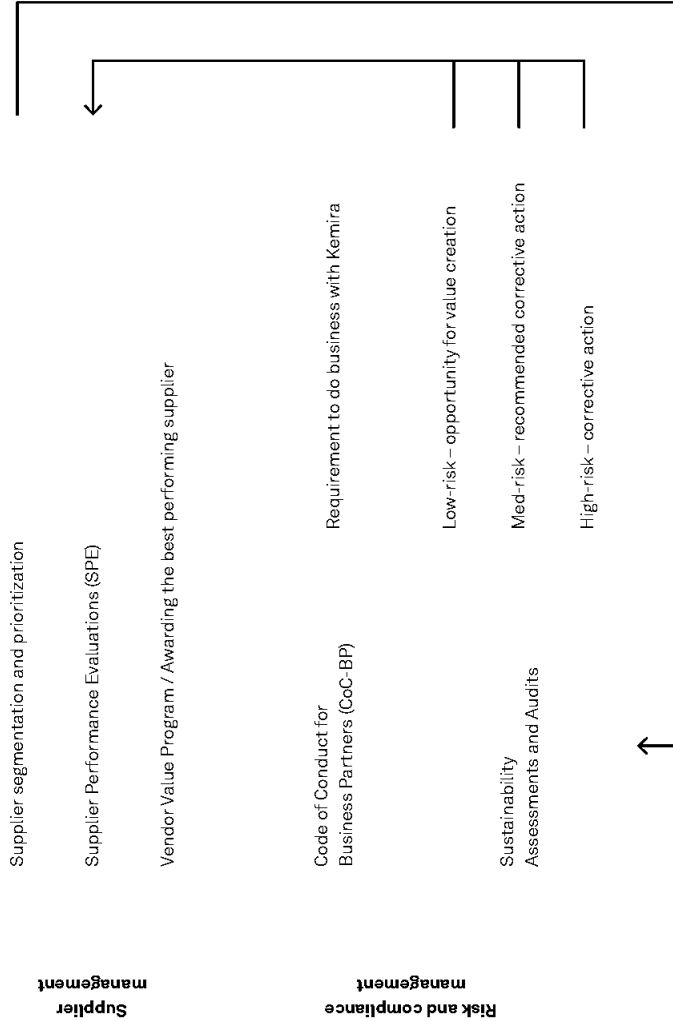 Supplier
management
Supplier segmentation and prioritization
Supplier Performance Evaluations (SPE)
Vendor Value Program / Awarding the best performing supplier
Risk and compliance
management
Code of Conduct for
Business Partners (CoC-BP)
Requirement to do business with Kemira
Sustainability
Assessments and Audits
Low-risk – opportunity for value creation
Med-risk – recommended corrective action
High-risk – corrective action